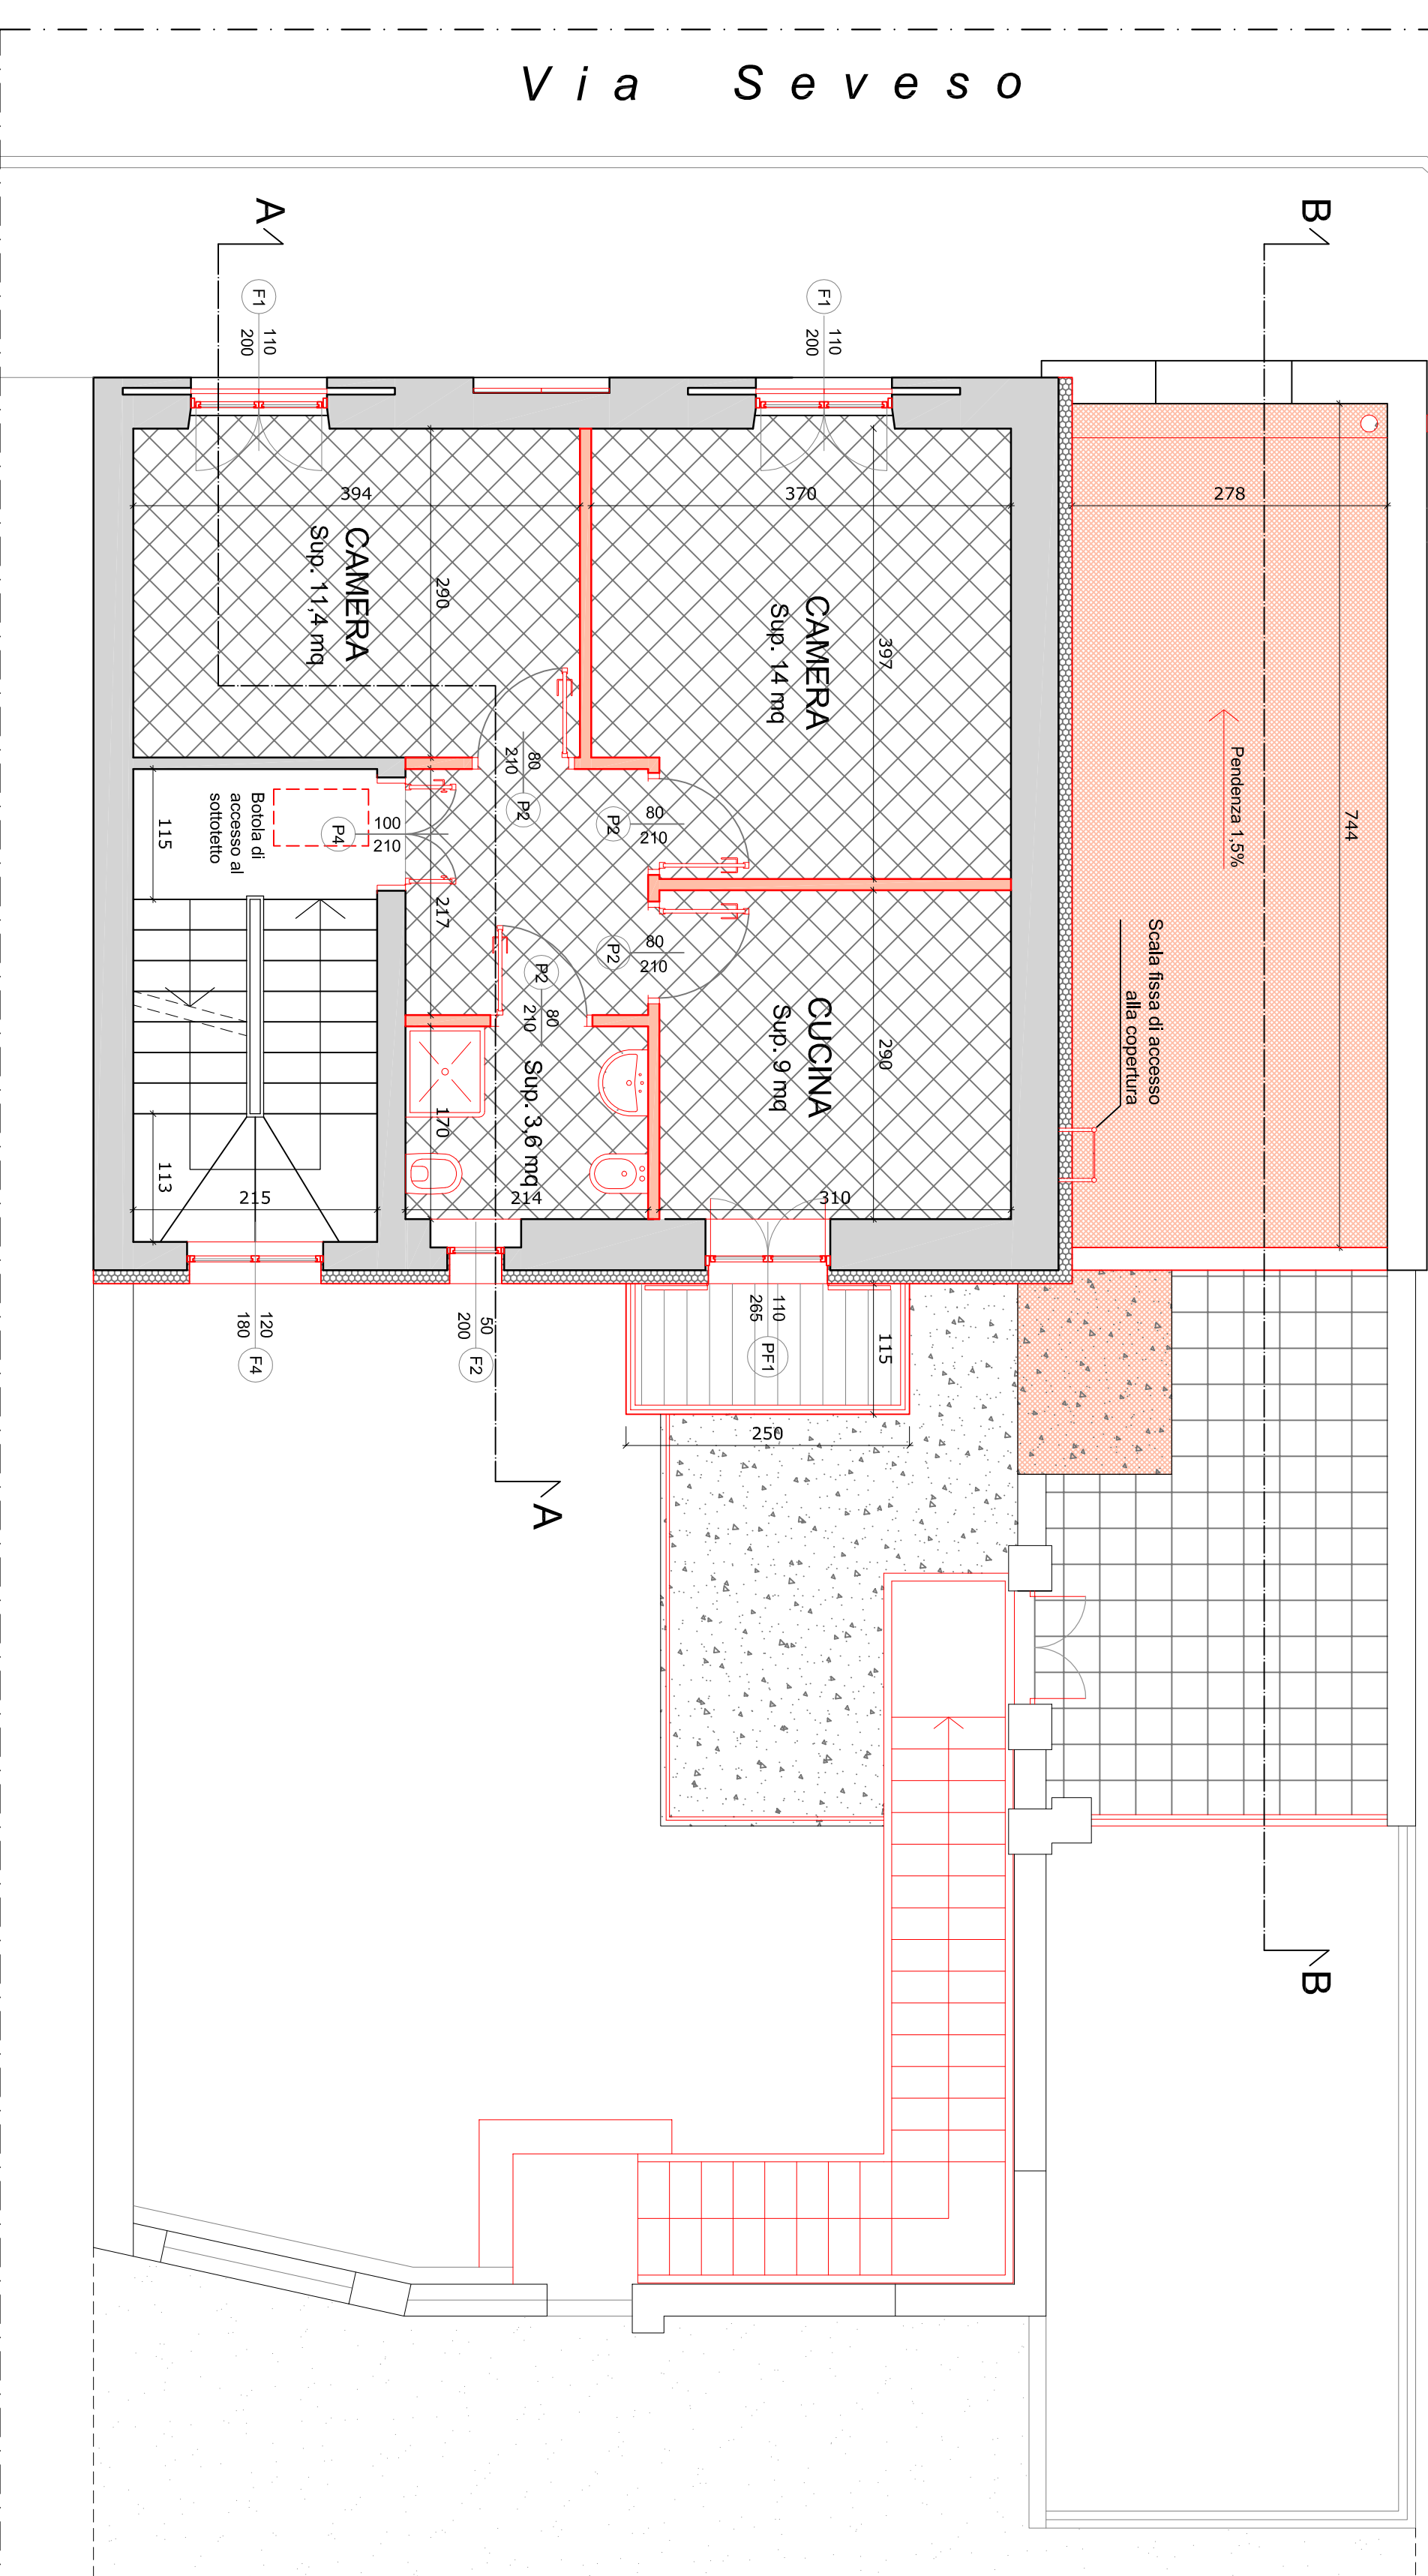 Via Seveso
A
B
F1
110
200
F1
110
200
394
370
278
CAMERA
Sup. 11,4 mq
290
CAMERA
Sup. 14 mq
397
Pendenza 1,5%
744
80
210
P2
P2
80
210
Botola di
accesso al
sottotetto
115
P4
100
210
217
P2
80
210
P2
80
210
CUCINA
Sup. 9 mq
290
Scala fissa di accesso
alla copertura
Sup. 3,6 mq
170
113
215
214
310
120
180
F4
50
200
F2
110
265
PF1
115
250
A
B